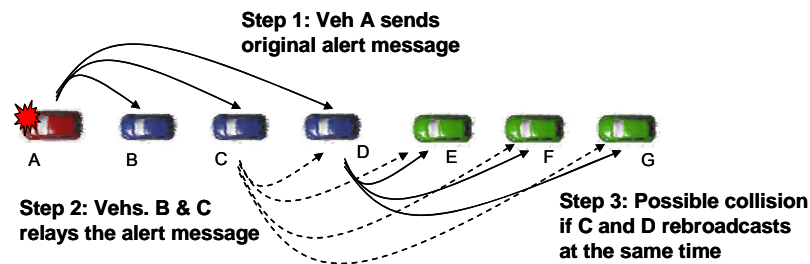 Step 1: Veh A sends
original alert message
A
B
C
D
E
F
G
Step 2: Vehs. B & C
relays the alert message
Step 3: Possible collision
if C and D rebroadcasts
at the same time